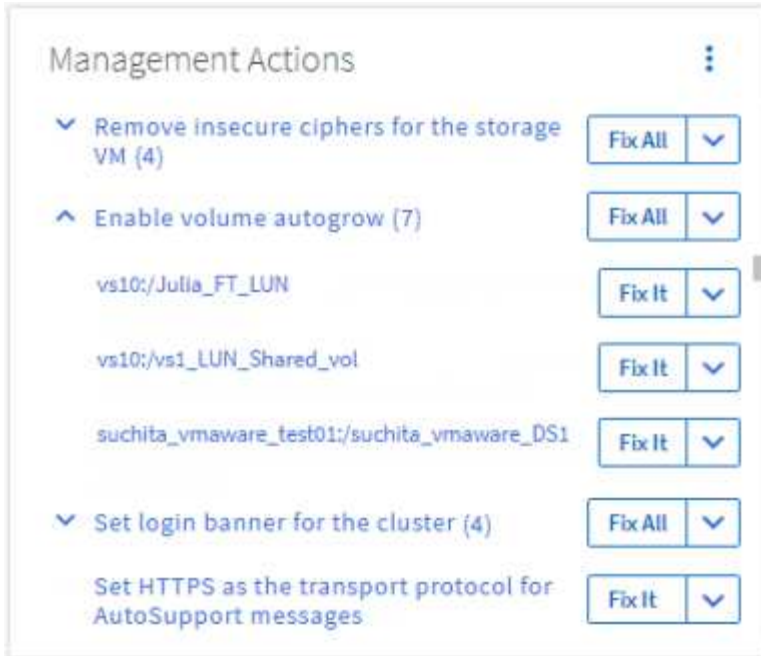 Management Actions
Remove insecure ciphers for the storage
VM (4)
Fix All
Enable volume autogrow (7)
Fix All
vs10:/Julia_FT_LUN
Fix It
vs10:/vs1_LUN_Shared_vol
Fix It
suchita_vmaware_test01:/suchita_vmaware_DS1
Fix It
Set login banner for the cluster (4)
Fix All
Set HTTPS as the transport protocol for
AutoSupport messages
Fix It